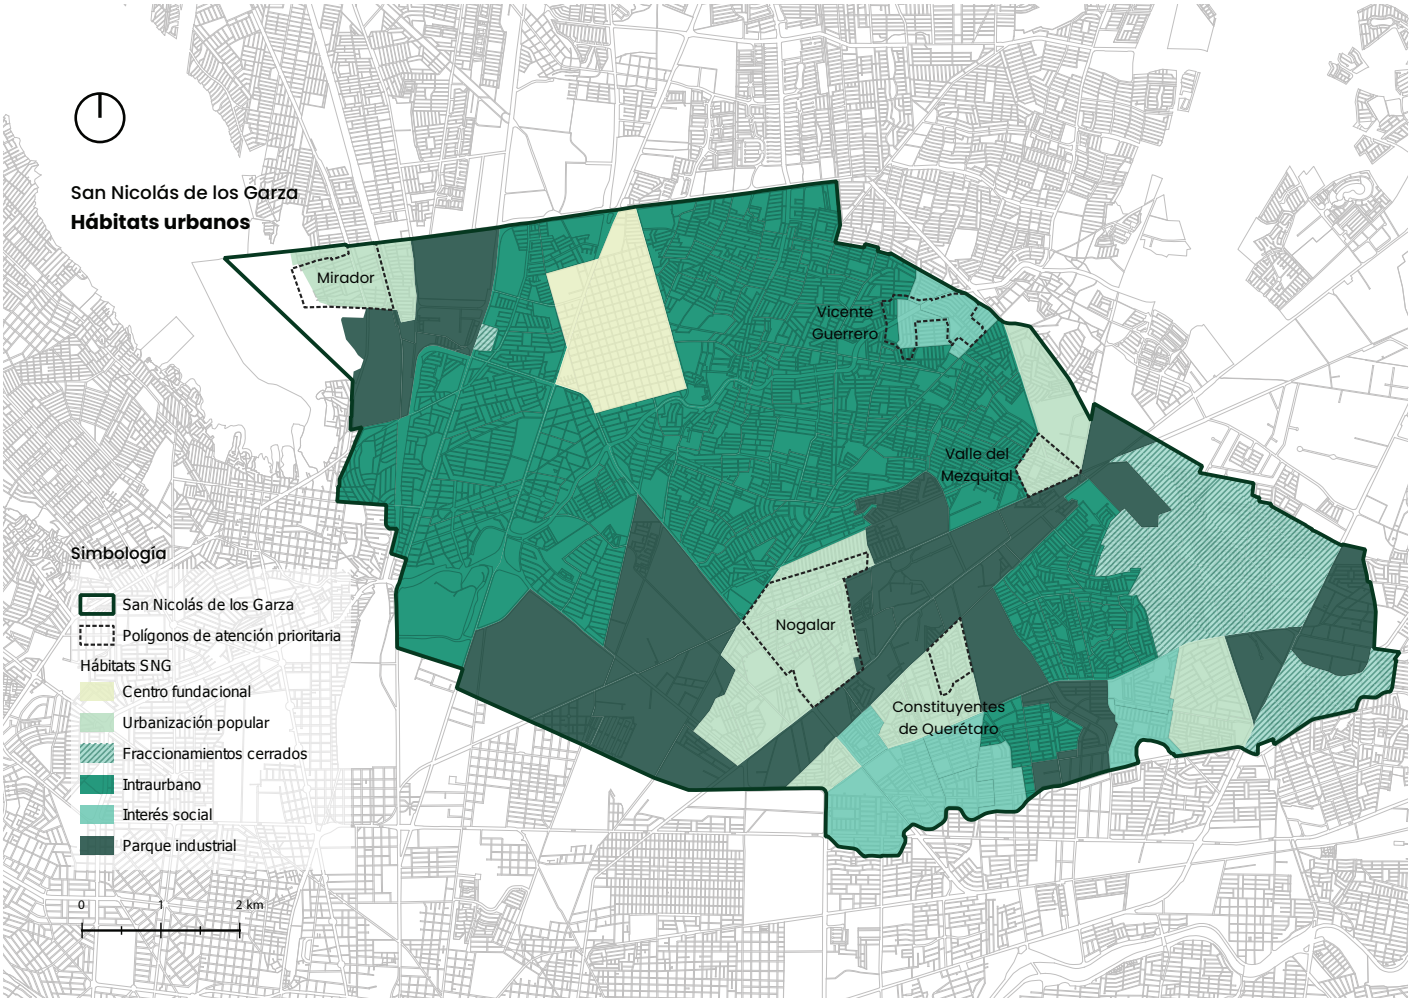 San Nicolás de los Garza
Hábitats urbanos
Mirador
Vicente
Guerrero
Valle del
Mezquital
Nogalar
Constituyentes
de Querétaro
Simbología
San Nicolás de los Garza
Polígonos de atención prioritaria
Hábitats SNG
Centro fundacional
Urbanización popular
Fraccionamientos cerrados
Intraurbano
Interés social
Parque industrial
0 1 2 km